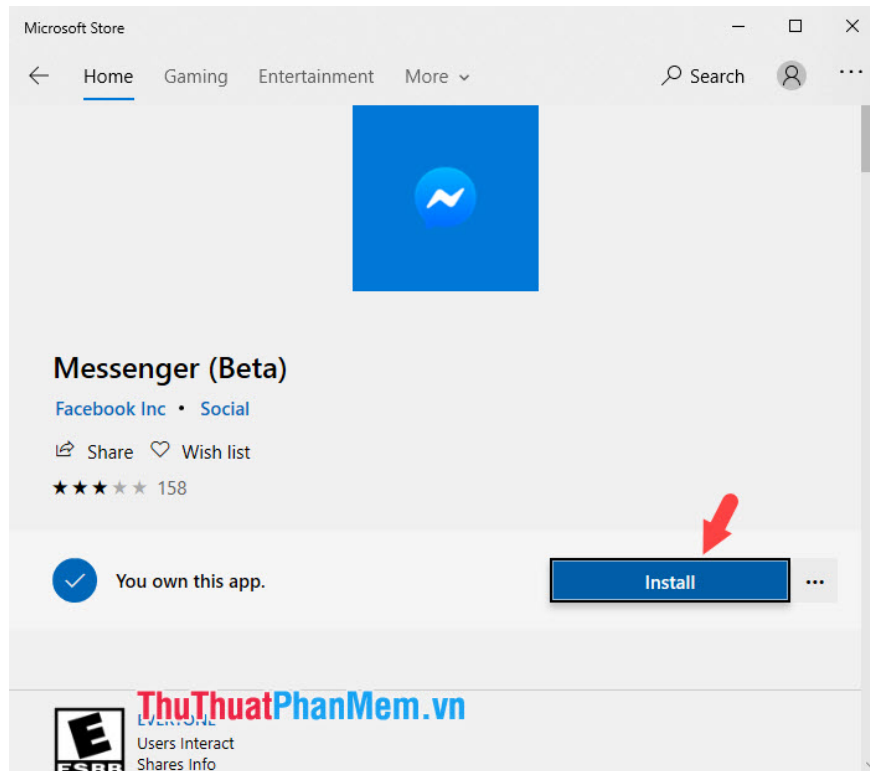 Microsoft Store
Home Gaming Entertainment More Search
Messenger (Beta)
Facebook Inc • Social
Share Wish list
158
You own this app. Install ...
ThuThuatPhanMem.vn
EVERYONE
Users Interact
Shares Info
ESRB